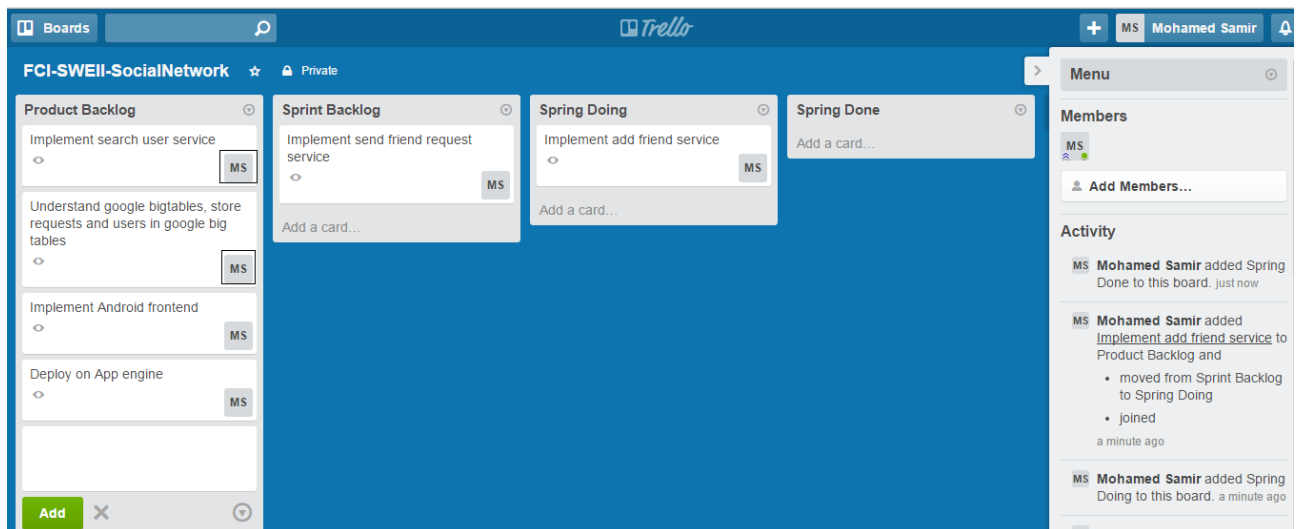 Boards
Trello
MS Mohamed Samir
FCI-SWEII-SocialNetwork
Private
Product Backlog
Implement search user service
MS
Understand google bigtables, store
requests and users in google big
tables
MS
Implement Android frontend
MS
Deploy on App engine
MS
Add
Sprint Backlog
Implement send friend request
service
MS
Add a card...
Spring Doing
Implement add friend service
MS
Add a card...
Spring Done
Add a card...
Menu
Members
MS
Add Members...
Activity
MS Mohamed Samir added Spring
Done to this board. just now
MS Mohamed Samir added
Implement add friend service to
Product Backlog and
• moved from Sprint Backlog
to Spring Doing
• joined
a minute ago
MS Mohamed Samir added Spring
Doing to this board. a minute ago